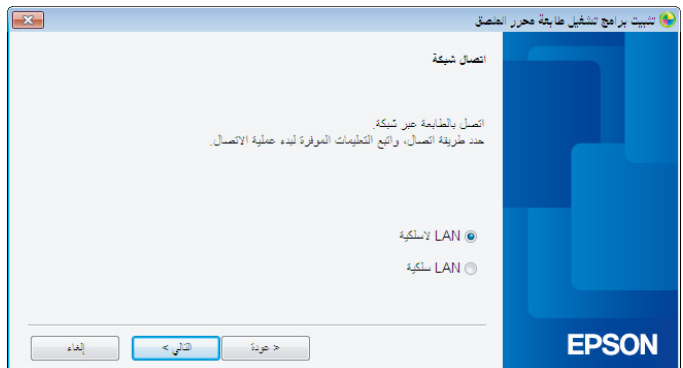 تثبيت برامج تشغيل طابعة محرر الملصق
اتصال شبكة
اتصل بالطابعة عبر شبكة.
حدد طريقة اتصال، واتبع التعليمات الموفرة لبدء عملية الاتصال.
LAN لاسلكية
LAN سلكية
< عودة
التالي >
إلغاء
EPSON